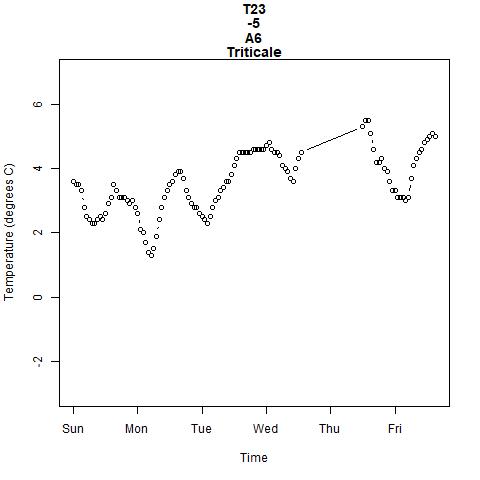 T23
-5
A6
Triticale
Temperature (degrees C)
6
4
2
0
-2
Sun Mon Tue Wed Thu Fri
Time